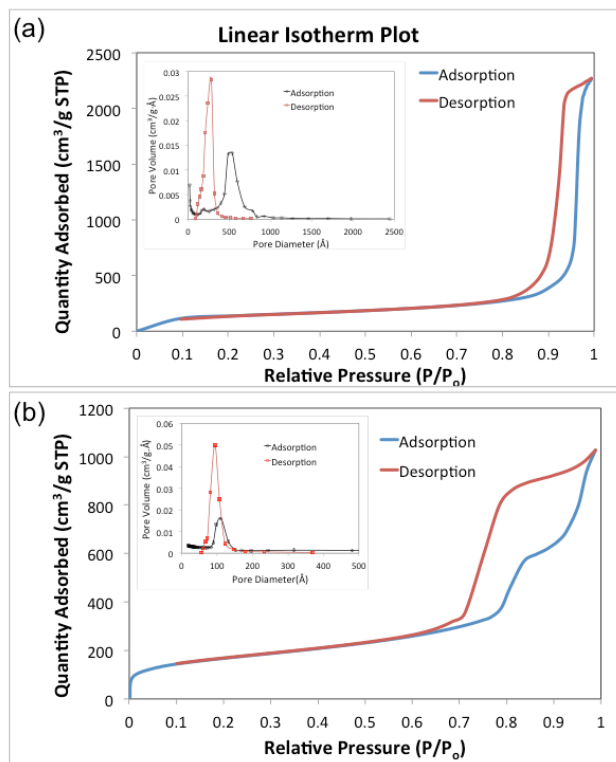 (a)
Linear Isotherm Plot
Quantity Adsorbed (cm³/g STP)
2500
2000
1500
1000
500
0
0 0.1 0.2 0.3 0.4 0.5 0.6 0.7 0.8 0.9 1
Relative Pressure (P/Po)
Adsorption
Desorption
Pore Volume (cm³/g·Å)
0.03
0.025
0.02
0.015
0.01
0.005
0
0 500 1000 1500 2000 2500
Pore Diameter (Å)
Adsorption
Desorption
(b)
Quantity Adsorbed (cm³/g STP)
1200
1000
800
600
400
200
0
0 0.1 0.2 0.3 0.4 0.5 0.6 0.7 0.8 0.9 1
Relative Pressure (P/Po)
Adsorption
Desorption
Pore Volume (cm³/g·Å)
0.06
0.05
0.04
0.03
0.02
0.01
0
0 100 200 300 400 500
Pore Diameter(Å)
Adsorption
Desorption